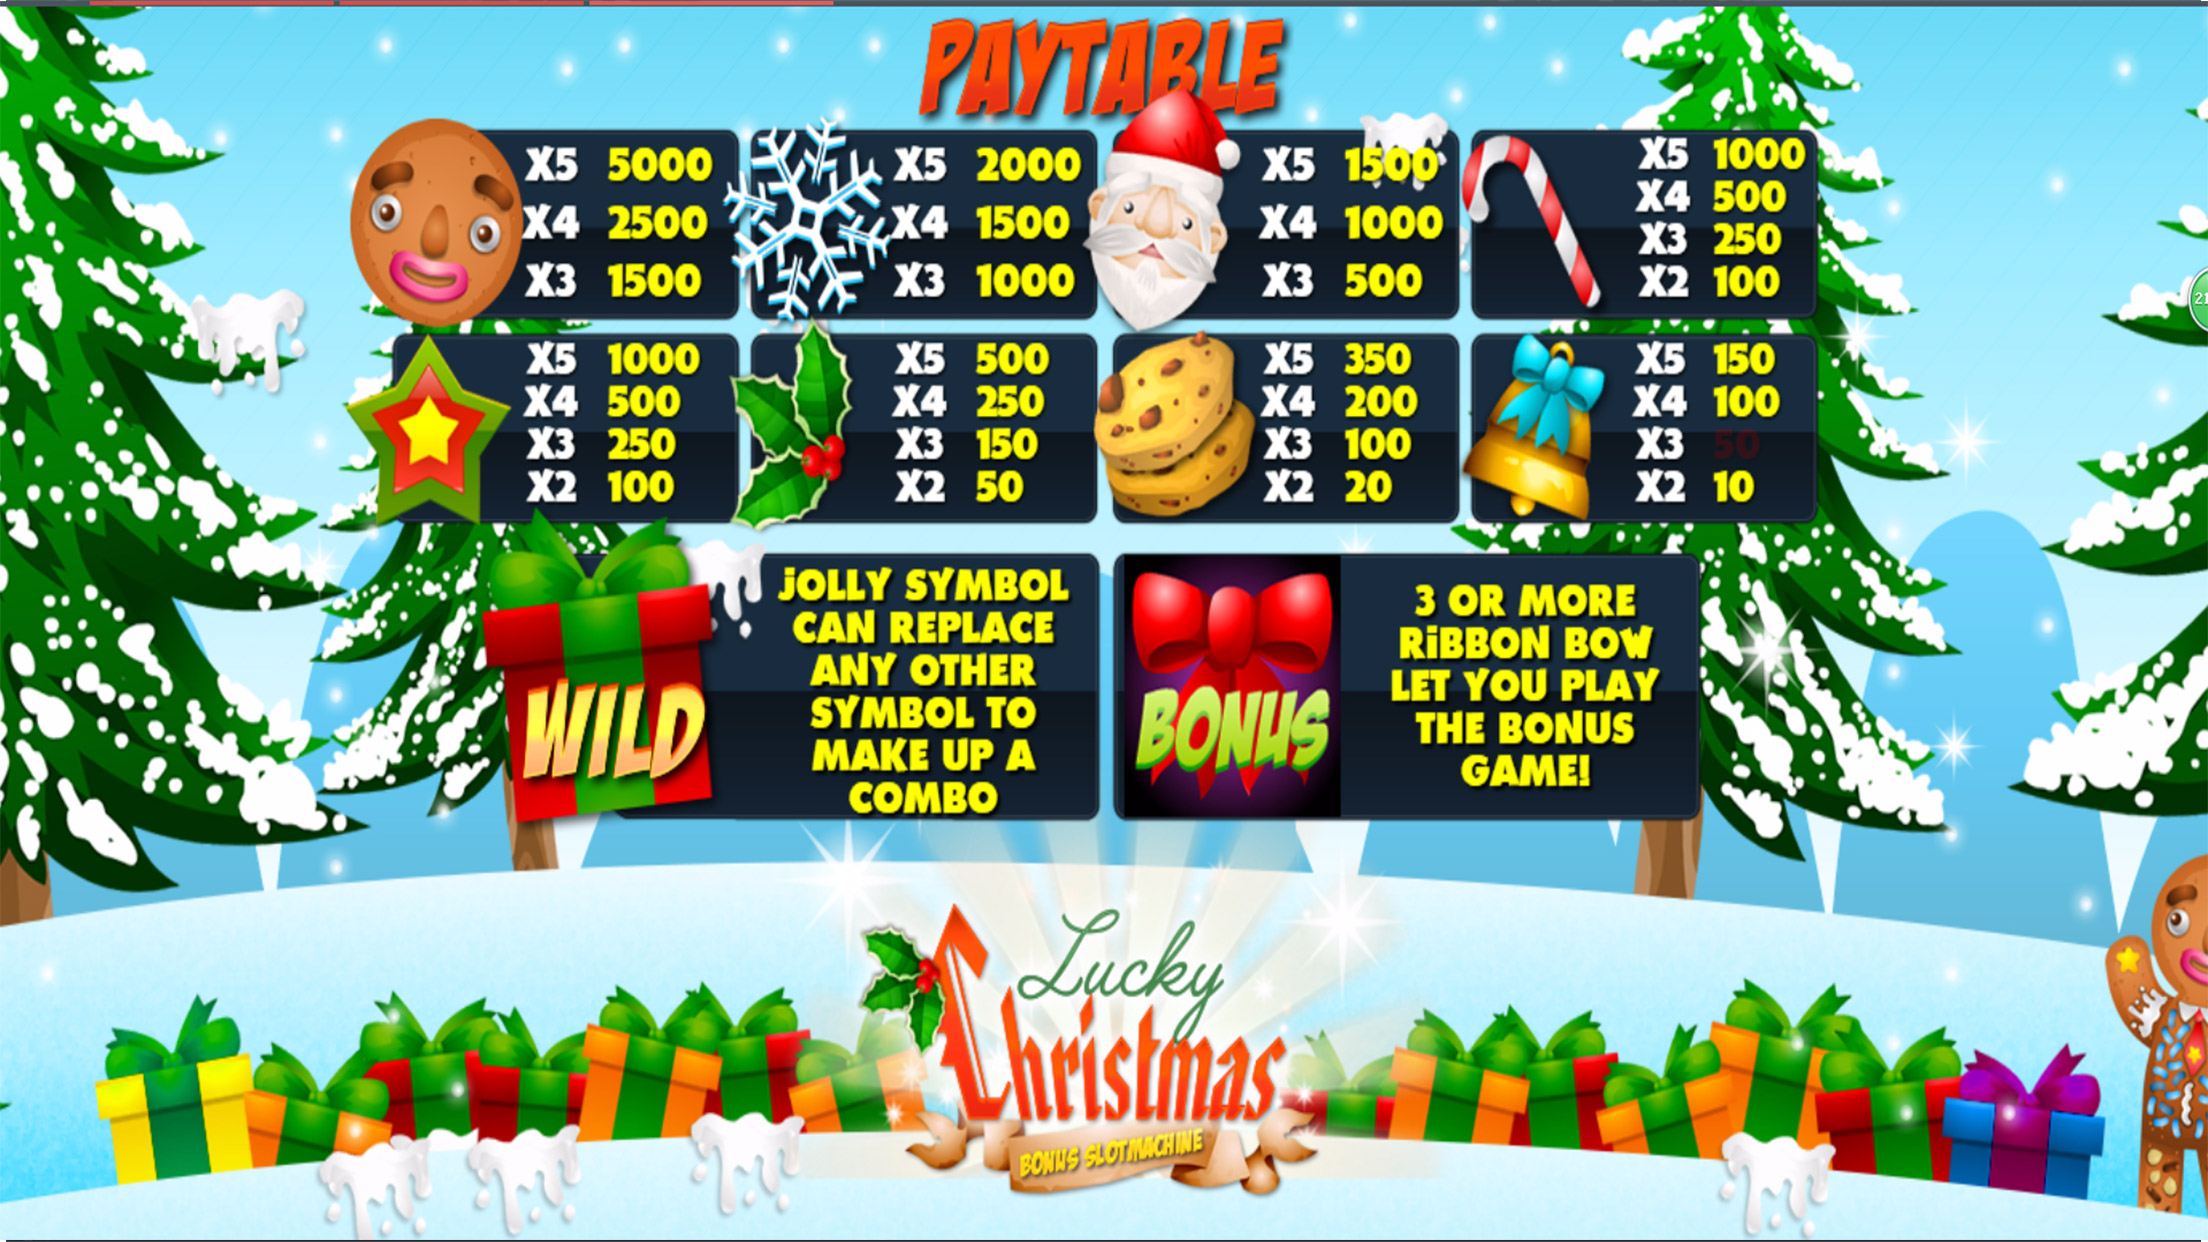 PAYTABLE
X5 5000
X4 2500
X3 1500
X5 2000
X4 1500
X3 1000
X5 1500
X4 1000
X3 500
X5 1000
X4 500
X3 250
X2 100
X5 1000
X4 500
X3 250
X2 100
X5 500
X4 250
X3 150
X2 50
X5 350
X4 200
X3 100
X2 20
X5 150
X4 100
X3 50
X2 10
WILD
JOLLY SYMBOL
CAN REPLACE
ANY OTHER
SYMBOL TO
MAKE UP A
COMBO
BONUS
3 OR MORE
RIBBON BOW
LET YOU PLAY
THE BONUS
GAME!
Lucky
Christmas
BONUS SLOTMACHINE